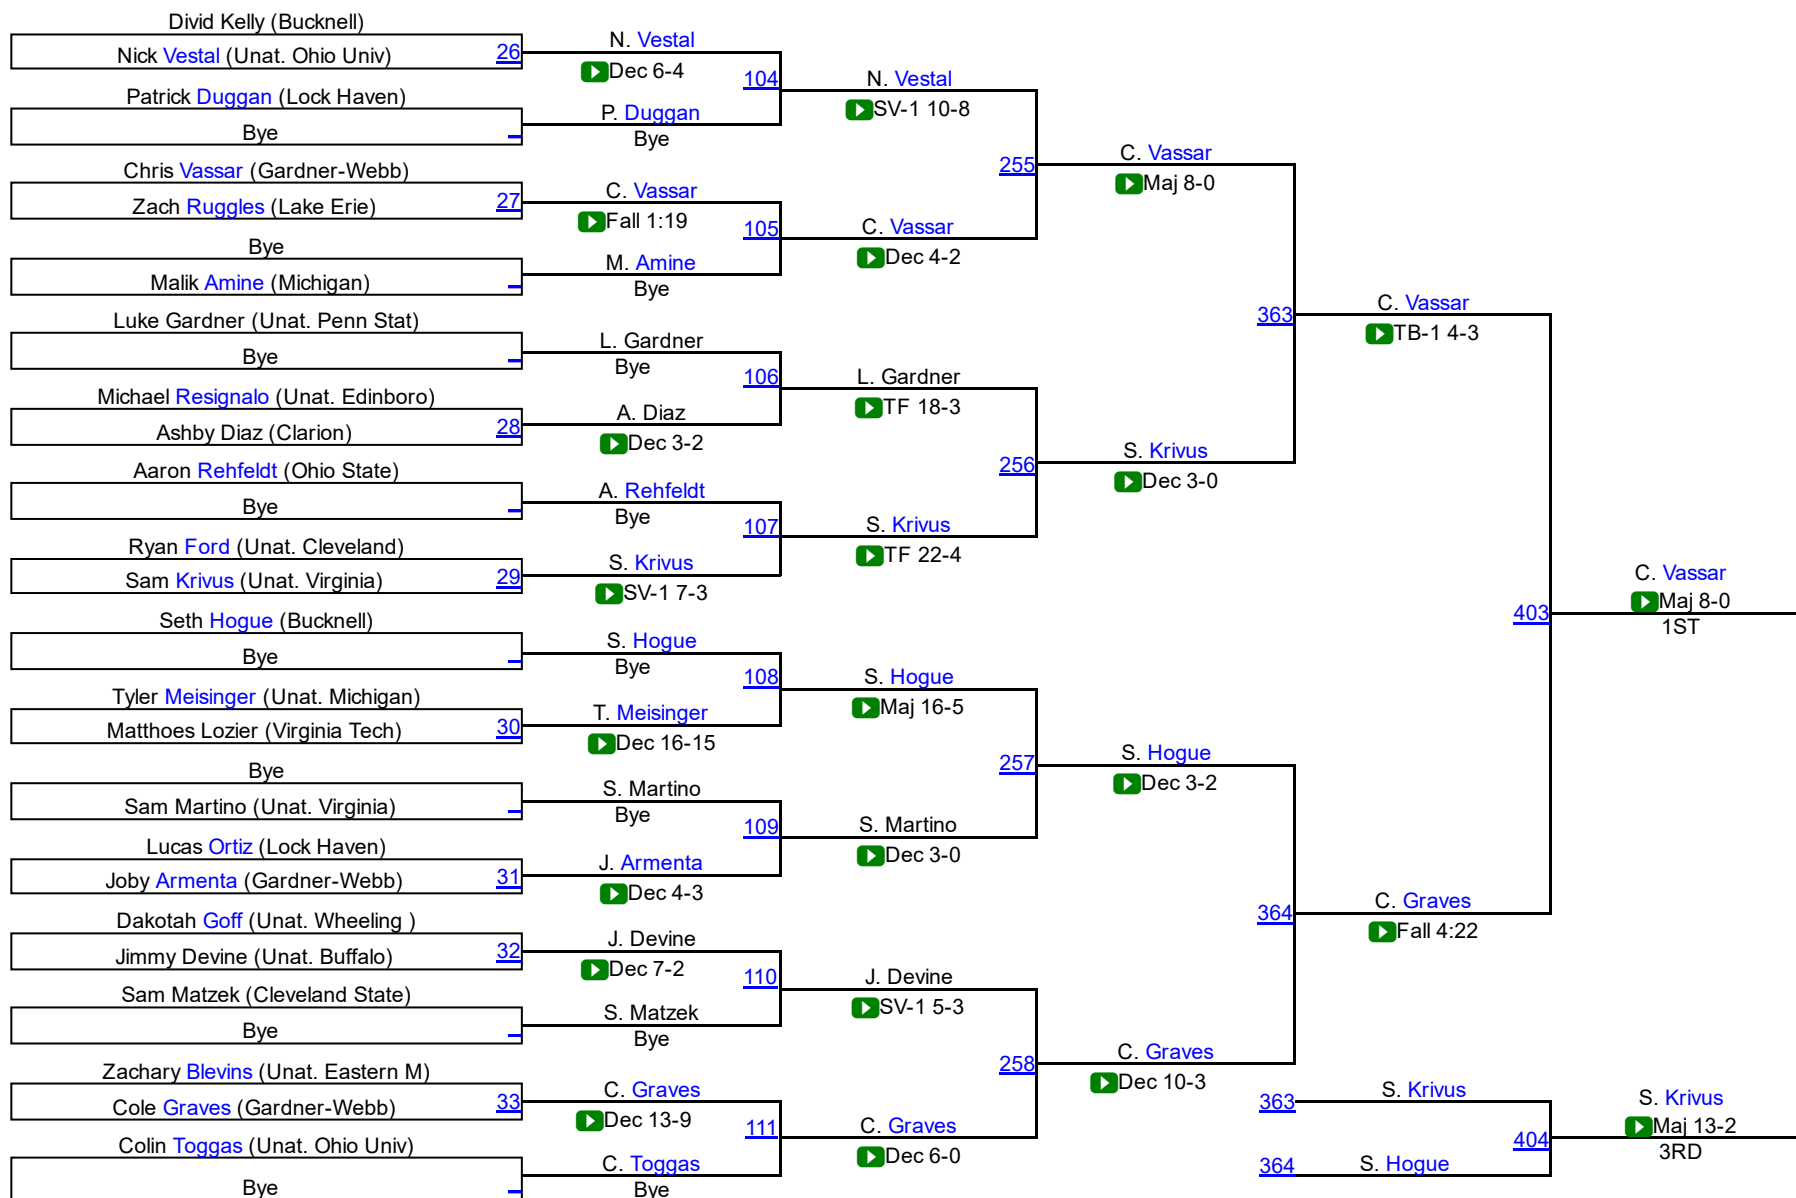 Divid Kelly (Bucknell)
Nick Vestal (Unat. Ohio Univ)
26
Patrick Duggan (Lock Haven)
Bye
Chris Vassar (Gardner-Webb)
Zach Ruggles (Lake Erie)
27
Bye
Malik Amine (Michigan)
Luke Gardner (Unat. Penn Stat)
Bye
Michael Resignalo (Unat. Edinboro)
Ashby Diaz (Clarion)
28
Aaron Rehfeldt (Ohio State)
Bye
Ryan Ford (Unat. Cleveland)
Sam Krivus (Unat. Virginia)
29
Seth Hogue (Bucknell)
Bye
Tyler Meisinger (Unat. Michigan)
Matthoes Lozier (Virginia Tech)
30
Bye
Sam Martino (Unat. Virginia)
Lucas Ortiz (Lock Haven)
Joby Armenta (Gardner-Webb)
31
Dakotah Goff (Unat. Wheeling )
Jimmy Devine (Unat. Buffalo)
32
Sam Matzek (Cleveland State)
Bye
Zachary Blevins (Unat. Eastern M)
Cole Graves (Gardner-Webb)
33
Colin Toggas (Unat. Ohio Univ)
Bye
N. Vestal
Dec 6-4
104
P. Duggan
Bye
C. Vassar
Fall 1:19
105
M. Amine
Bye
L. Gardner
Bye
106
A. Diaz
Dec 3-2
A. Rehfeldt
Bye
107
S. Krivus
SV-1 7-3
S. Hogue
Bye
108
T. Meisinger
Dec 16-15
S. Martino
Bye
109
J. Armenta
Dec 4-3
J. Devine
Dec 7-2
110
S. Matzek
Bye
C. Graves
Dec 13-9
111
C. Toggas
Bye
N. Vestal
SV-1 10-8
255
C. Vassar
Dec 4-2
L. Gardner
TF 18-3
256
S. Krivus
TF 22-4
S. Hogue
Maj 16-5
257
S. Martino
Dec 3-0
J. Devine
SV-1 5-3
258
C. Graves
Dec 6-0
C. Vassar
Maj 8-0
363
S. Krivus
Dec 3-0
S. Hogue
Dec 3-2
364
C. Graves
Dec 10-3
C. Vassar
TB-1 4-3
403
C. Graves
Fall 4:22
C. Vassar
Maj 8-0
1ST
363
S. Krivus
404
364
S. Hogue
S. Krivus
Maj 13-2
3RD